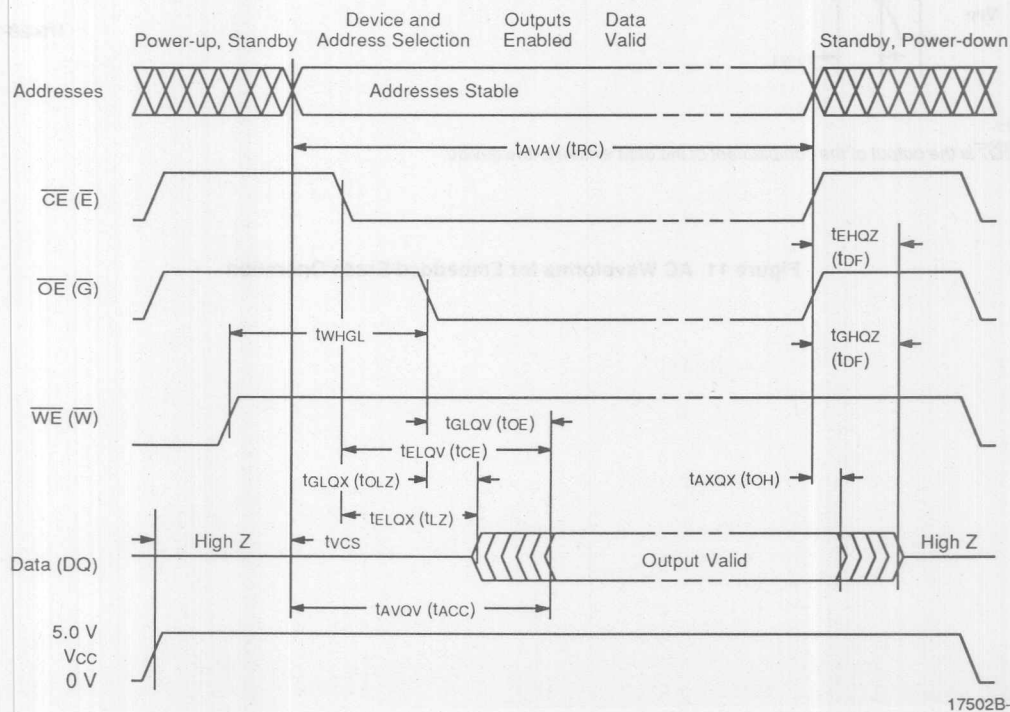 Device and Outputs Data
Power-up, Standby Address Selection Enabled Valid Standby, Power-down
Addresses
Addresses Stable
tAVAV (tRC)
CE (E)
tEHQZ
(tDF)
OE (G)
tWHGL
tGHQZ
(tDF)
WE (W)
tGLQV (tOE)
tELQV (tCE)
tGLQX (tOLZ)
tAXQX (tOH)
tELQX (tLZ)
High Z
tVCS
High Z
Data (DQ)
Output Valid
tAVQV (tACC)
5.0 V
VCC
0 V
17502B-